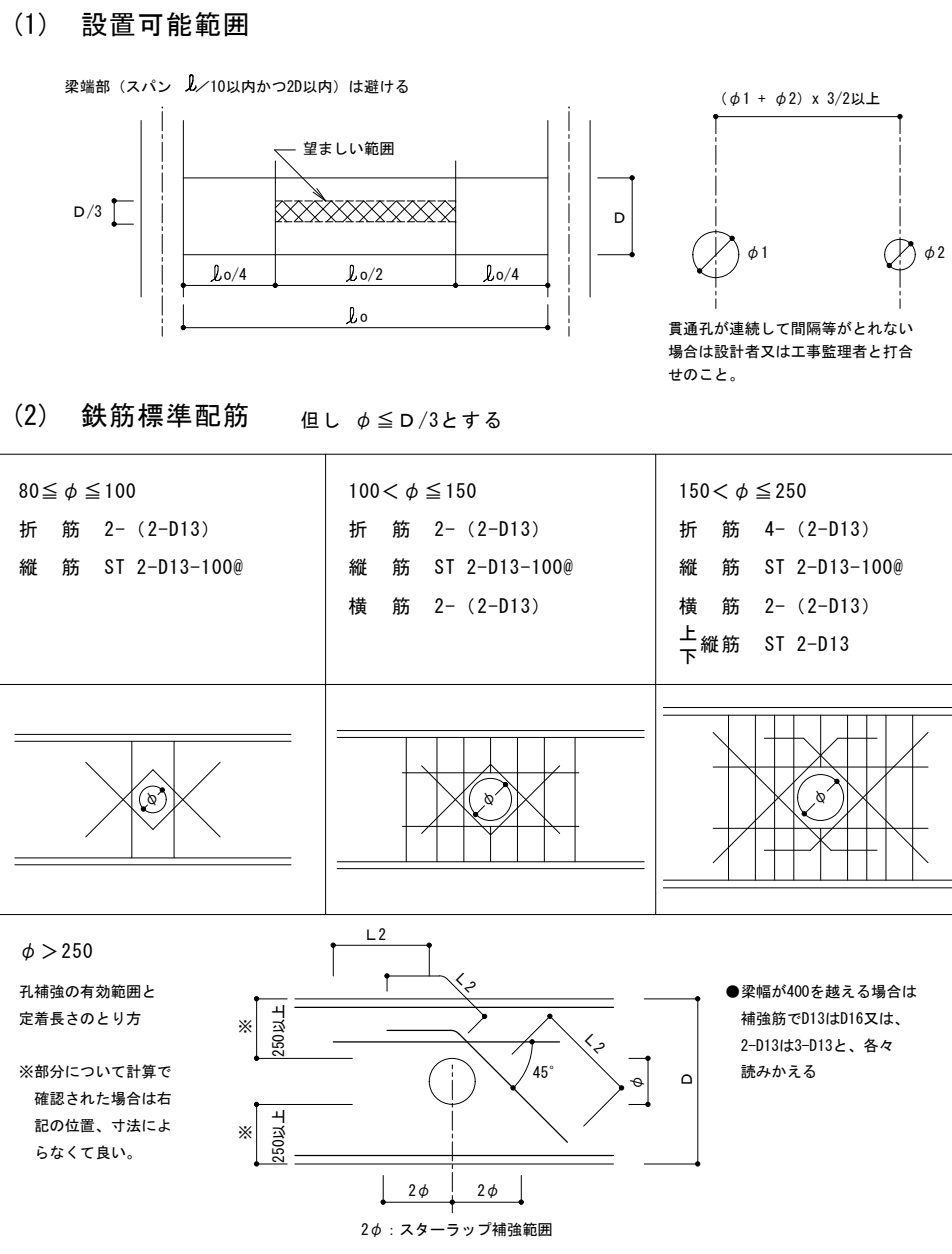 (1) 設置可能範囲
梁端部（スパン ℓ/10以内かつ2D以内）は避ける
望ましい範囲
D/3
D
ℓo/4
ℓo/2
ℓo/4
ℓo
(φ1 + φ2) x 3/2以上
φ1
φ2
貫通孔が連続して間隔等がとれない
場合は設計者又は工事監理者と打合
せのこと。
(2) 鉄筋標準配筋 但し φ≦D/3とする
80≦φ≦100
折 筋 2-（2-D13）
縦 筋 ST 2-D13-100@
100＜φ≦150
折 筋 2-（2-D13）
縦 筋 ST 2-D13-100@
横 筋 2-（2-D13）
150＜φ≦250
折 筋 4-（2-D13）
縦 筋 ST 2-D13-100@
横 筋 2-（2-D13）
上下縦筋 ST 2-D13
φ
φ
φ
φ＞250
孔補強の有効範囲と
定着長さのとり方
※部分について計算で
確認された場合は右
記の位置、寸法によ
らなくて良い。
L2
L2
L2
※
250以上
※
250以上
45°
φ
D
2φ
2φ
2φ：スターラップ補強範囲
●梁幅が400を越える場合は
補強筋でD13はD16又は、
2-D13は3-D13と、各々
読みかえる